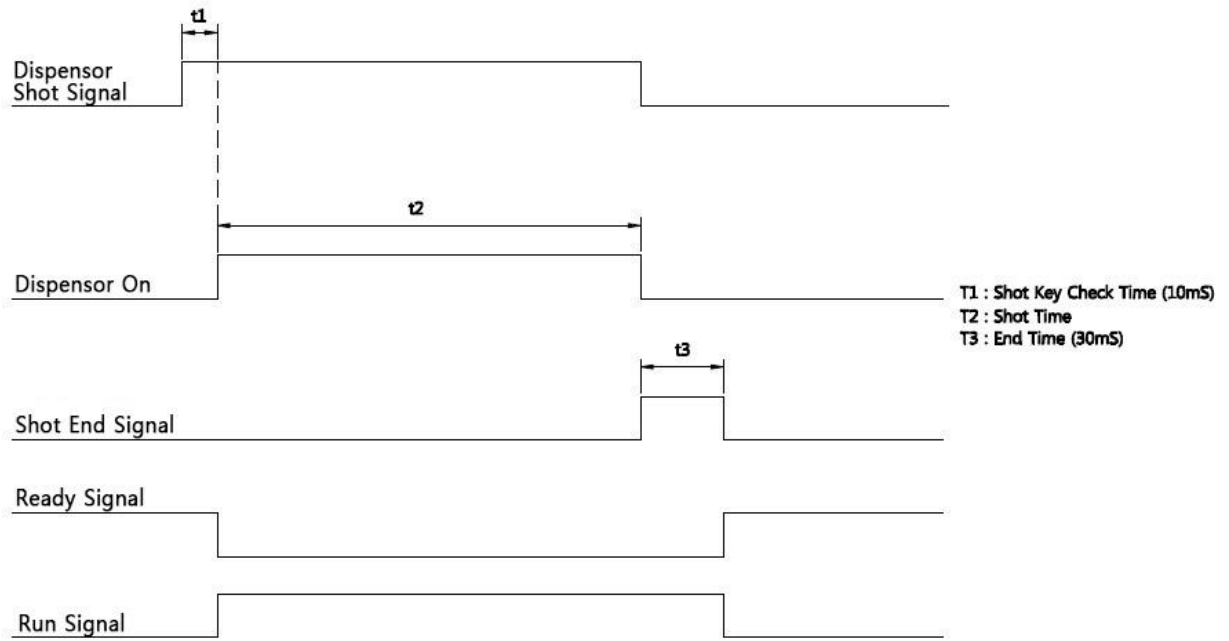 t1
Dispensor
Shot Signal
t2
Dispensor On
T1 : Shot Key Check Time (10mS)
T2 : Shot Time
T3 : End Time (30mS)
t3
Shot End Signal
Ready Signal
Run Signal